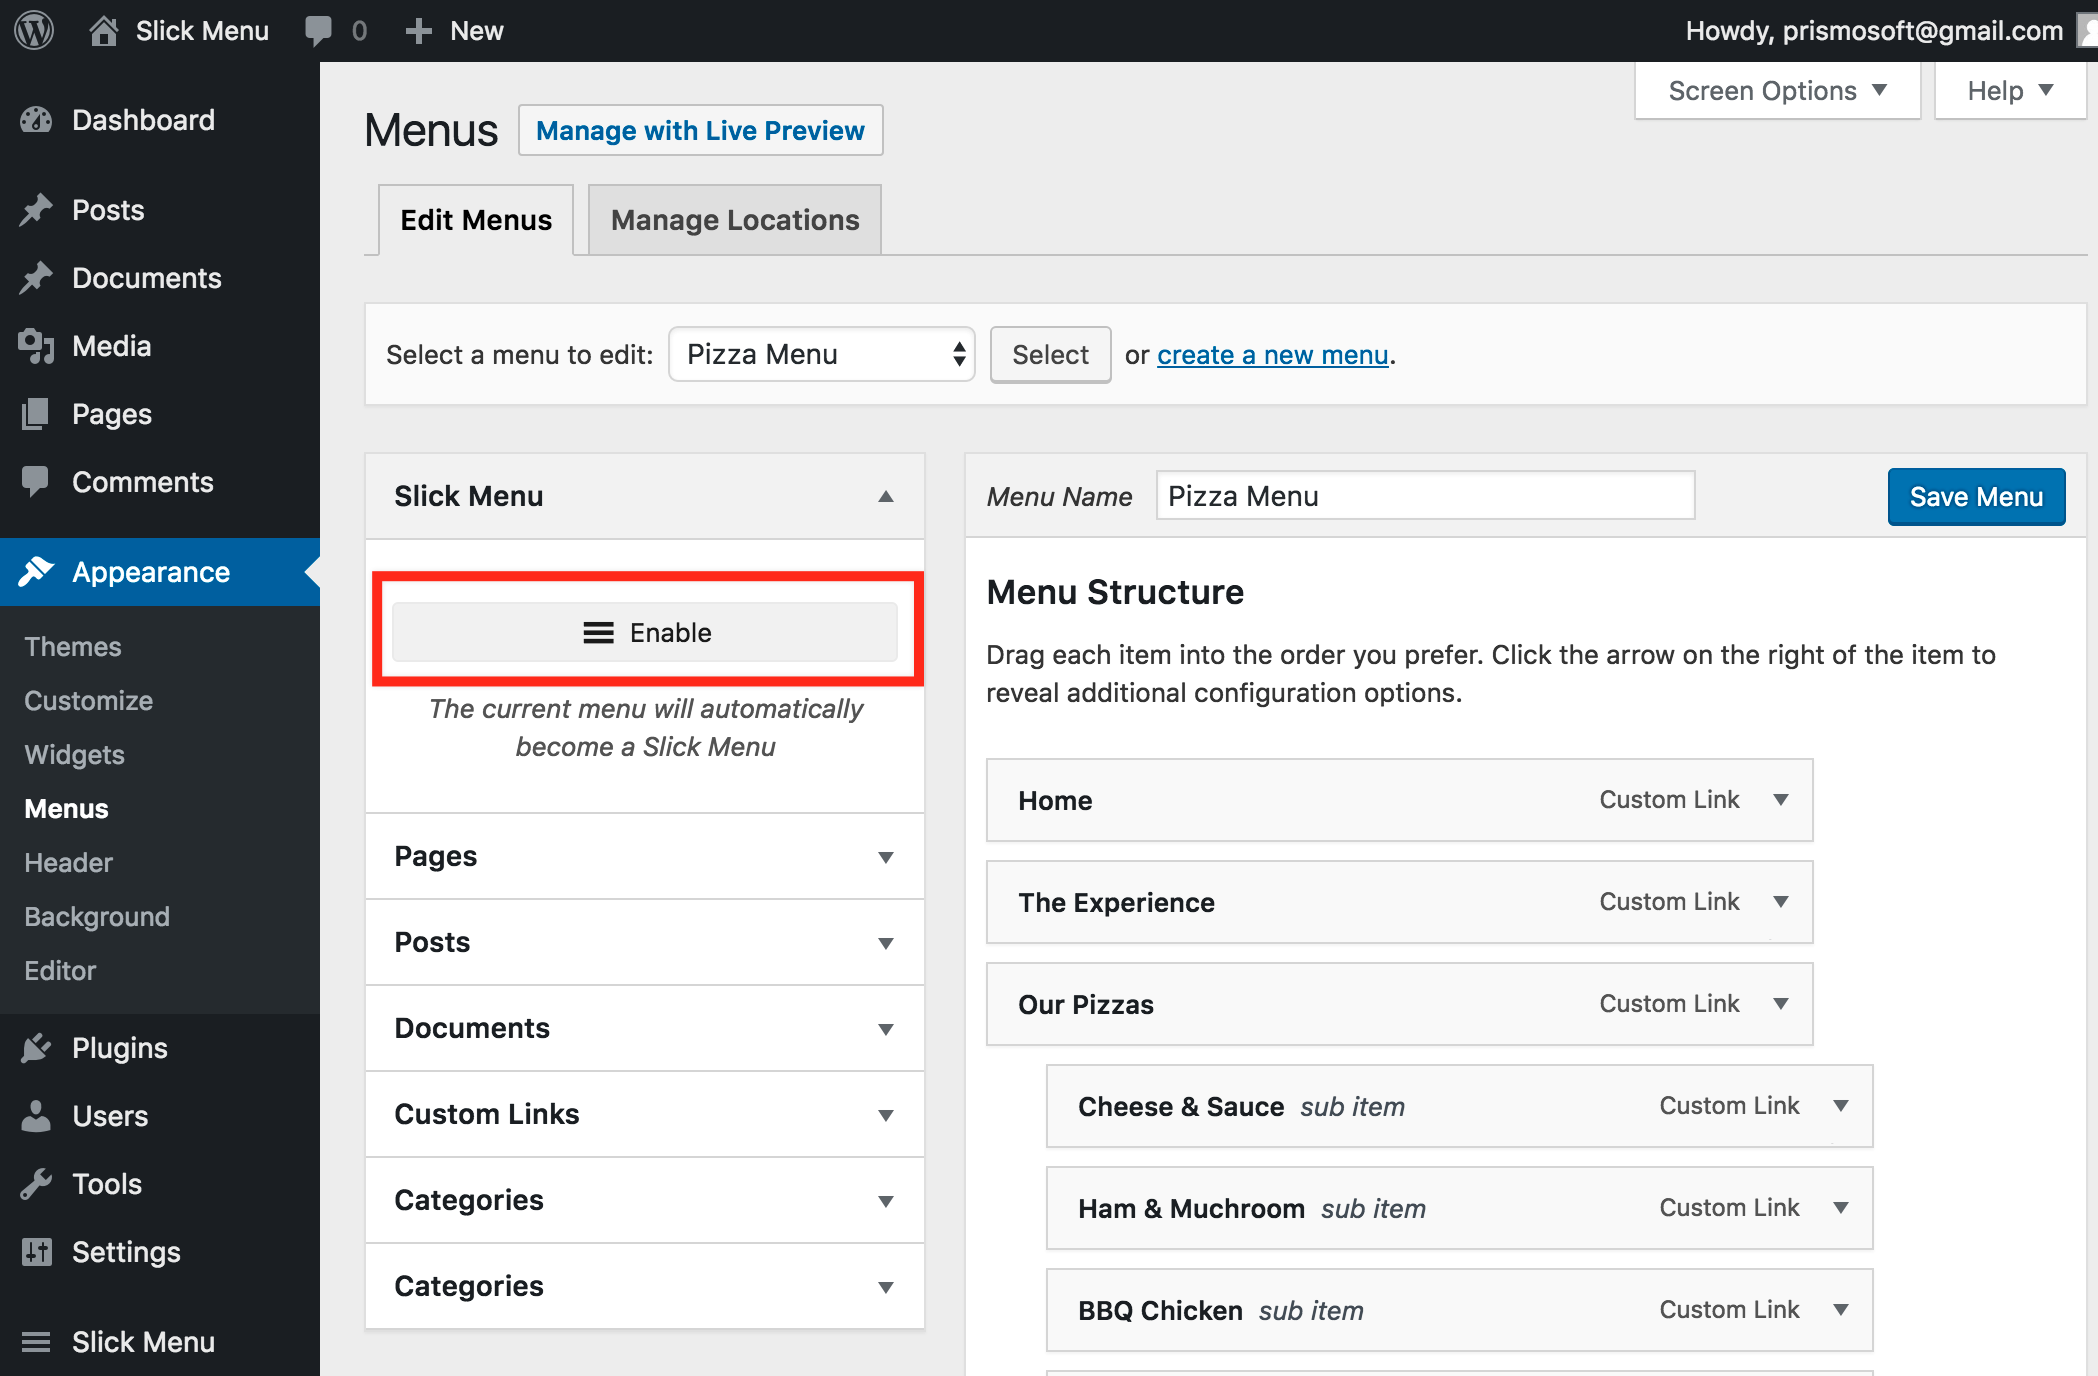 Slick Menu
0
New
Howdy, prismosoft@gmail.com
Dashboard
Posts
Documents
Media
Pages
Comments
Appearance
Themes
Customize
Widgets
Menus
Header
Background
Editor
Plugins
Users
Tools
Settings
Slick Menu
Screen Options
Help
Menus
Manage with Live Preview
Edit Menus
Manage Locations
Select a menu to edit: Pizza Menu Select or create a new menu.
Slick Menu
Enable
The current menu will automatically
become a Slick Menu
Pages
Posts
Documents
Custom Links
Categories
Categories
Menu Name Pizza Menu Save Menu
Menu Structure
Drag each item into the order you prefer. Click the arrow on the right of the item to
reveal additional configuration options.
Home Custom Link
The Experience Custom Link
Our Pizzas Custom Link
Cheese & Sauce sub item Custom Link
Ham & Muchroom sub item Custom Link
BBQ Chicken sub item Custom Link